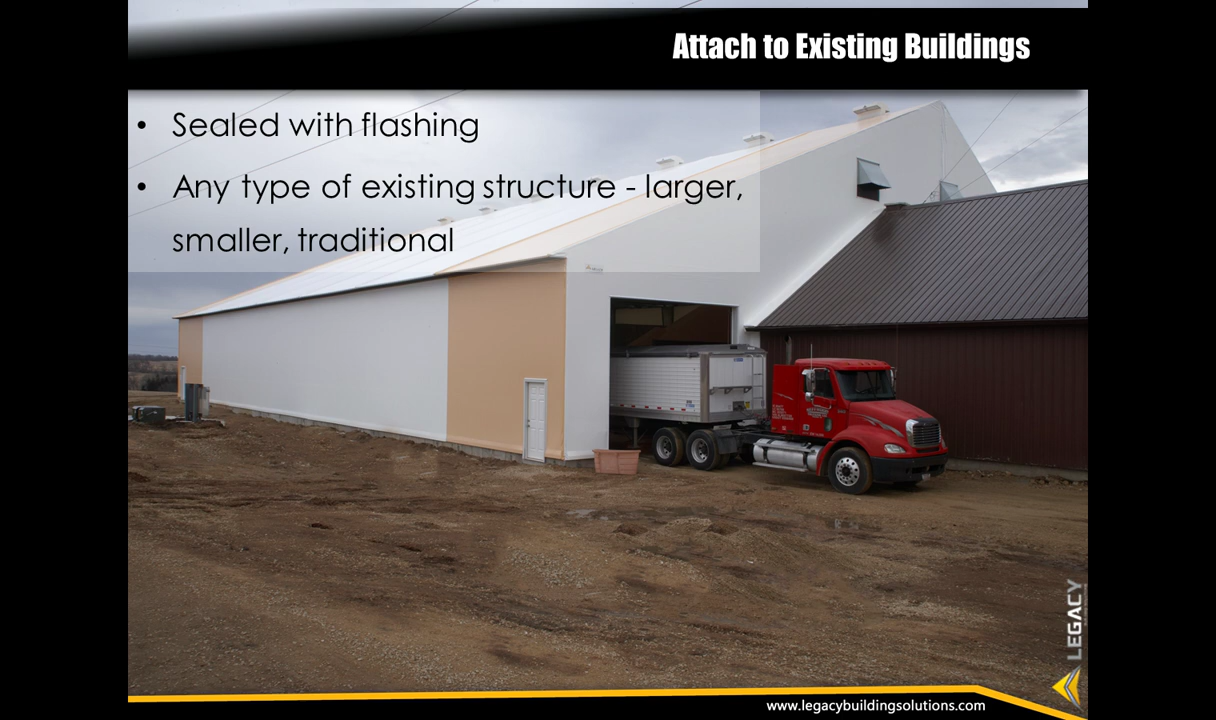 Attach to Existing Buildings
• Sealed with flashing
• Any type of existing structure - larger,
smaller, traditional
LEGACY
www.legacybuildingsolutions.com